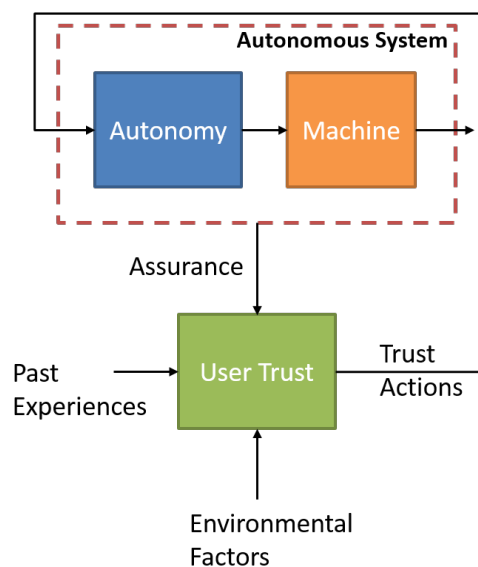 Autonomous System
Autonomy
Machine
Assurance
User Trust
Trust
Actions
Past
Experiences
Environmental
Factors